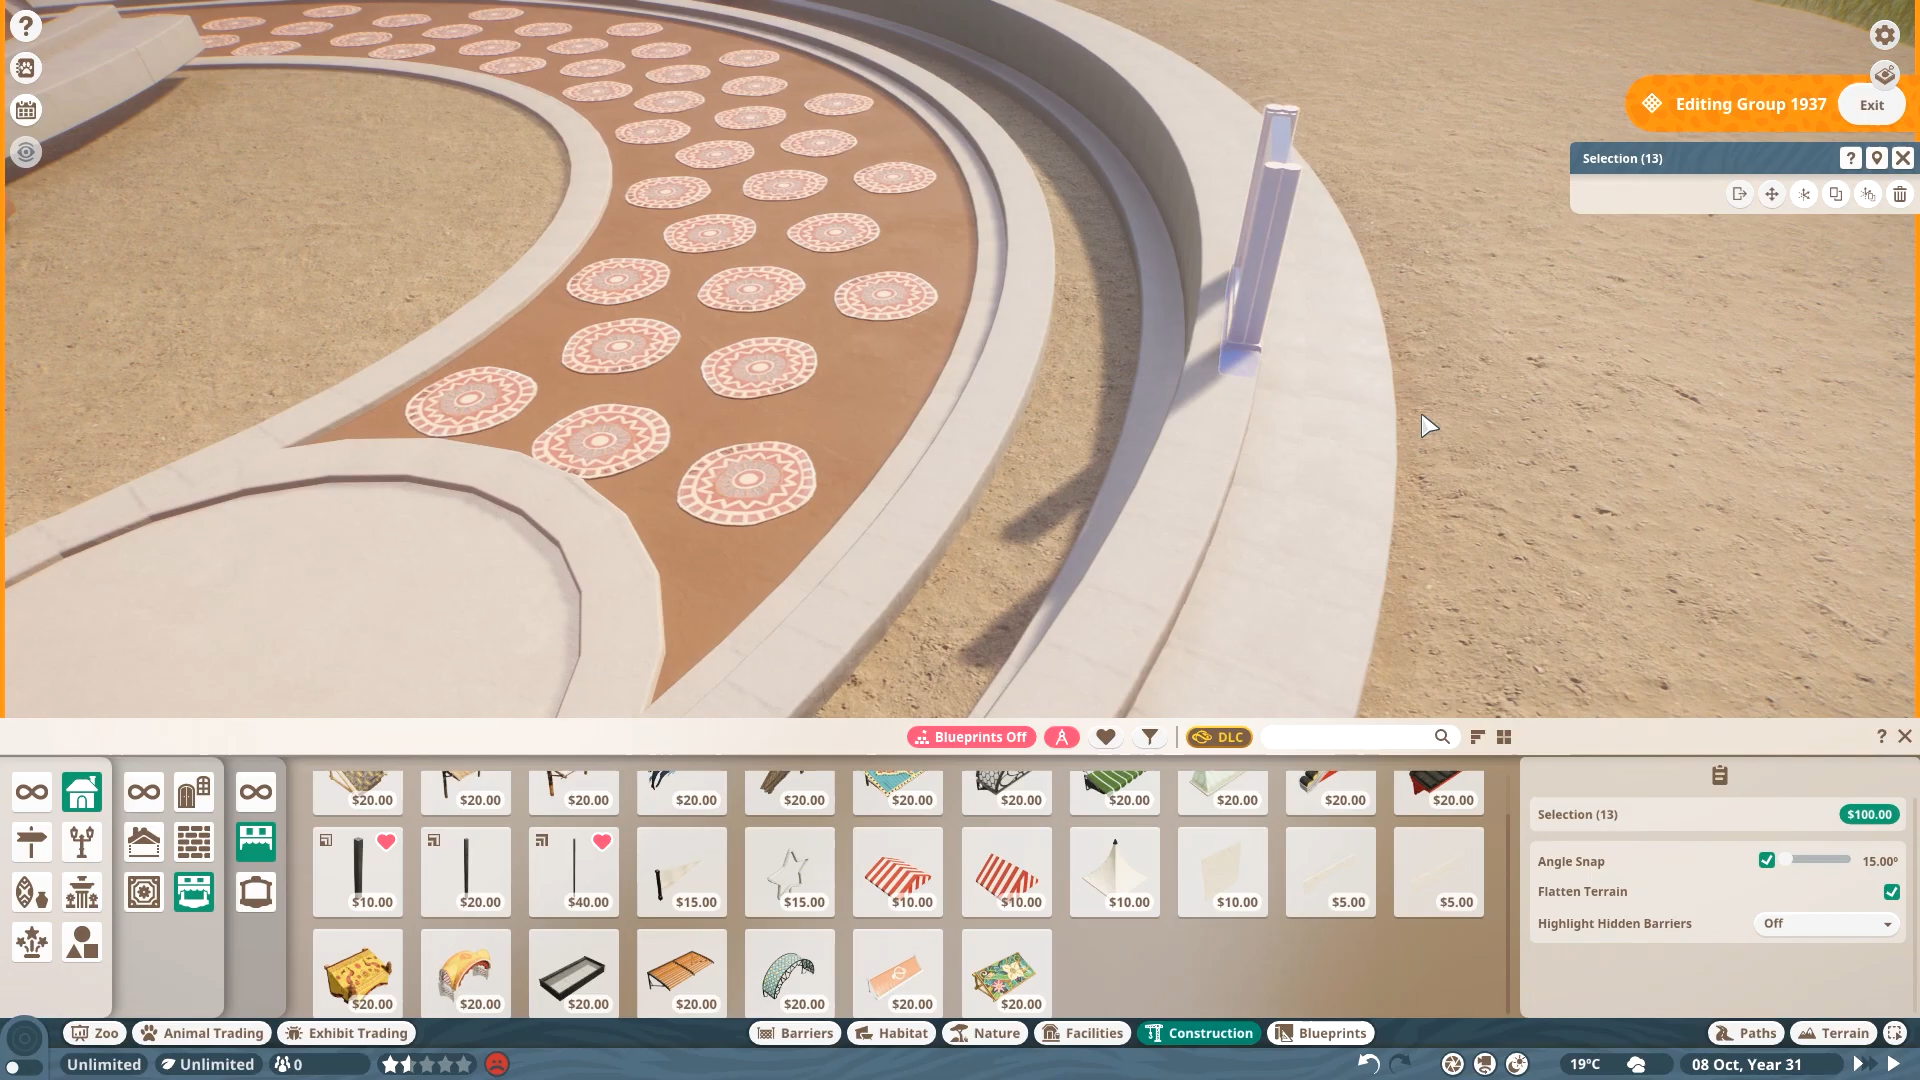 Editing Group 1937
Exit
Selection (13)
Blueprints Off
DLC
$20.00 $20.00 $20.00 $20.00 $20.00 $20.00 $20.00 $20.00 $20.00 $20.00 $20.00
$10.00 $20.00 $40.00 $15.00 $15.00 $10.00 $10.00 $10.00 $10.00 $5.00 $5.00
$20.00 $20.00 $20.00 $20.00 $20.00 $20.00 $20.00
Selection (13) $100.00
Angle Snap 15.00°
Flatten Terrain
Highlight Hidden Barriers Off
Zoo Animal Trading Exhibit Trading Barriers Habitat Nature Facilities Construction Blueprints Paths Terrain
Unlimited Unlimited 0 19°C 08 Oct, Year 31